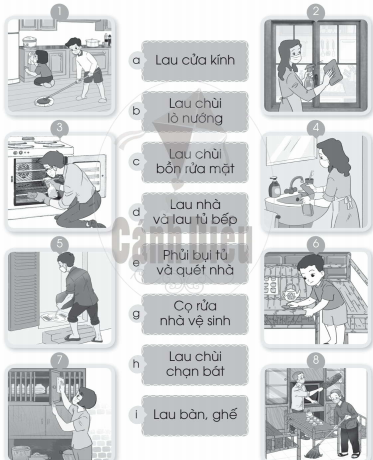 1
2
a Lau cửa kính
b Lau chùi
lò nướng
3
4
c Lau chùi
bồn rửa mặt
d Lau nhà
và lau tủ bếp
Cánh Diều
e Phủi bụi tủ
và quét nhà
5
6
g Cọ rửa
nhà vệ sinh
h Lau chùi
chạn bát
7
8
i Lau bàn, ghế